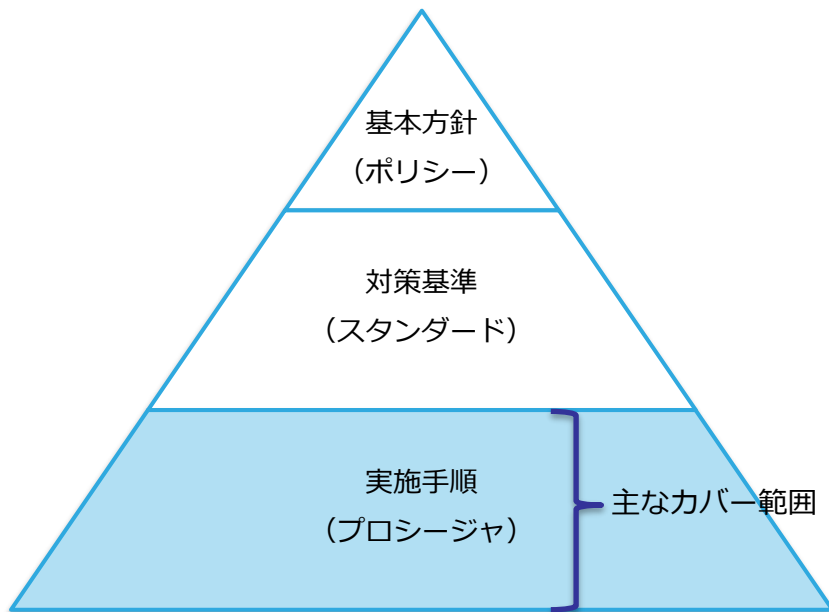 基本方針
（ポリシー）
対策基準
（スタンダード）
実施手順
（プロシージャ）
主なカバー範囲